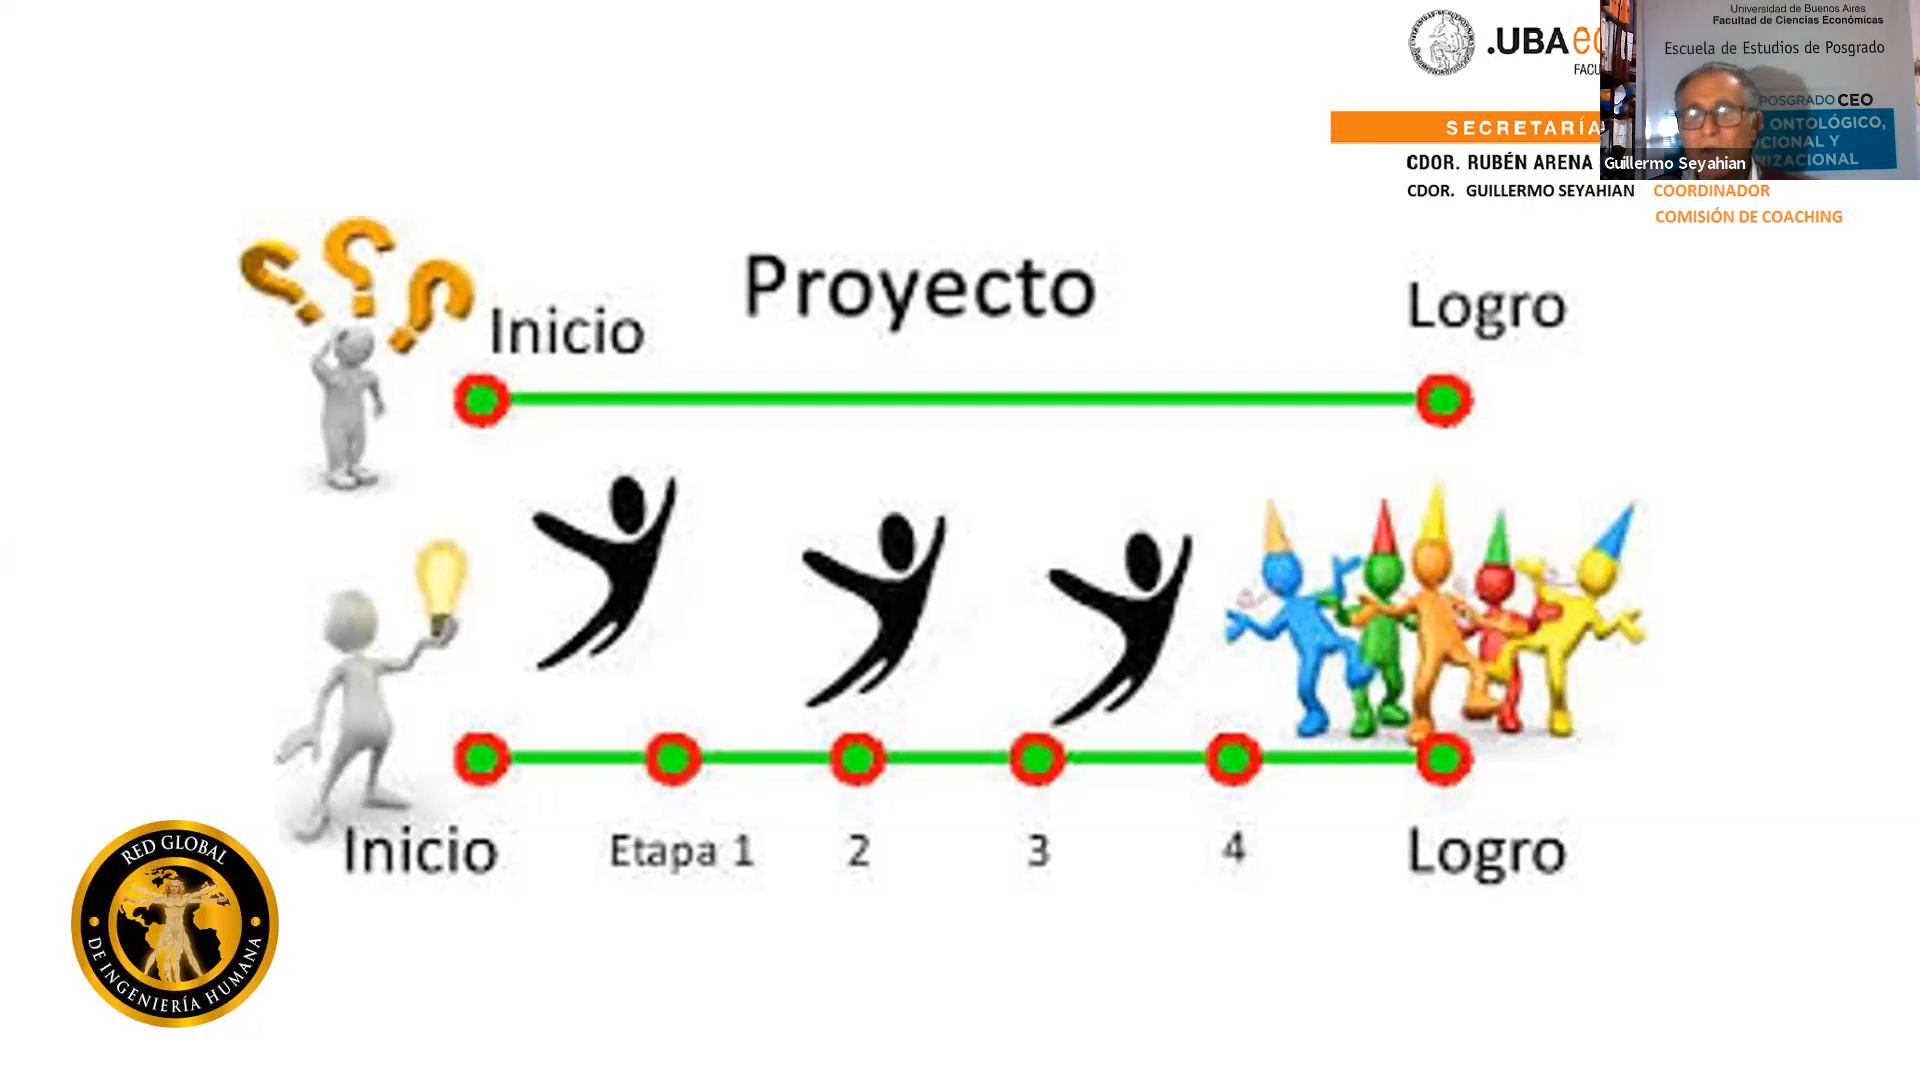 .UBA
FACU
SECRETARÍA
CDOR. RUBÉN ARENA
CDOR. GUILLERMO SEYAHIAN COORDINADOR
COMISIÓN DE COACHING
Universidad de Buenos Aires
Facultad de Ciencias Económicas
Escuela de Estudios de Posgrado
POSGRADO CEO
ONTOLÓGICO,
CIONAL Y
NIZACIONAL
Guillermo Seyahian
Proyecto
Inicio
Logro
Inicio
Etapa 1
2
3
4
Logro
RED GLOBAL
DE INGENIERÍA HUMANA